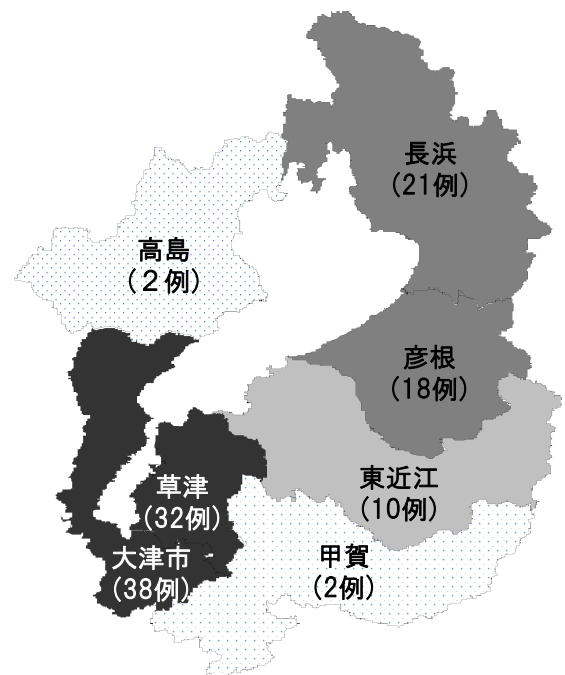 長浜
(21例)
高島
(２例)
彦根
(18例)
東近江
(10例)
草津
(32例)
大津市
(38例)
甲賀
(2例)